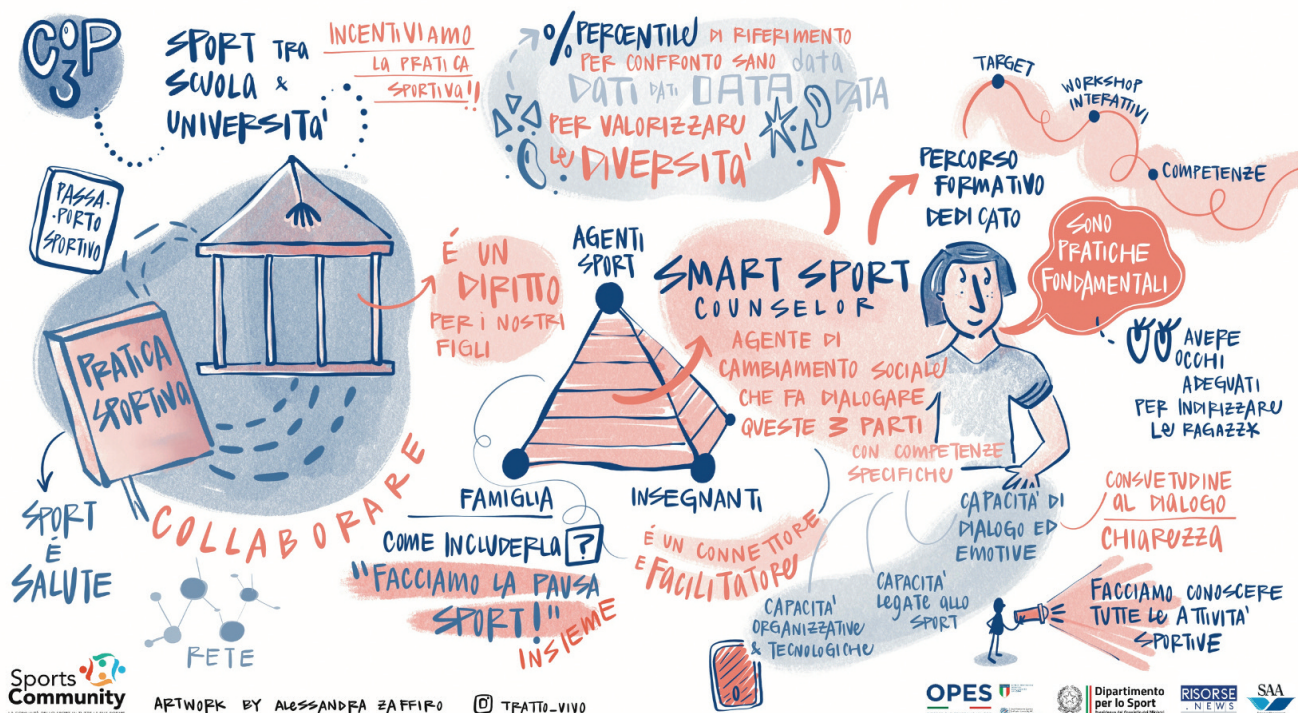 COP
3
SPORT TRA
SCUOLA &
UNIVERSITA'
INCENTIVIAMO
LA PRATICA
SPORTIVA!!
% PERCENTILE DI RIFERIMENTO
PER CONFRONTO SANO data
DATI DATI DATA DATA
PER VALORIZZARE
LE DIVERSITA'
TARGET
WORKSHOP
INTERATTIVI
COMPETENZE
PERCORSO
FORMATIVO
DEDICATO
PASSA-
-PORTO
SPORTIVO
PRATICA
SPORTIVA
É UN
DIRITTO
PER I NOSTRI
FIGLI
AGENTI
SPORT
FAMIGLIA
INSEGNANTI
SMART SPORT
COUNSELOR
AGENTE DI
CAMBIAMENTO SOCIALE
CHE FA DIALOGARE
QUESTE 3 PARTI
CON COMPETENZE
SPECIFICHE
SONO
PRATICHE
FONDAMENTALI
AVERE
OCCHI
ADEGUATI
PER INDIRIZZARE
LE RAGAZZ*
SPORT
É
SALUTE
COLLABORARE
RETE
COME INCLUDERLA ?
"FACCIAMO LA PAUSA
SPORT!"
INSIEME
É UN CONNETTORE
E FACILITATORE
CAPACITA'
ORGANIZZATIVE
& TECNOLOGICHE
CAPACITA'
LEGATE ALLO
SPORT
CAPACITA' DI
DIALOGO ED
EMOTIVE
CONSUETUDINE
AL DIALOGO
CHIAREZZA
FACCIAMO CONOSCERE
TUTTE LE ATTIVITA'
SPORTIVE
Sports
Community
ARTWORK BY ALESSANDRA ZAFFIRO TRATTO_VIVO
OPES
Dipartimento
per lo Sport
RISORSE
.NEWS
SAA